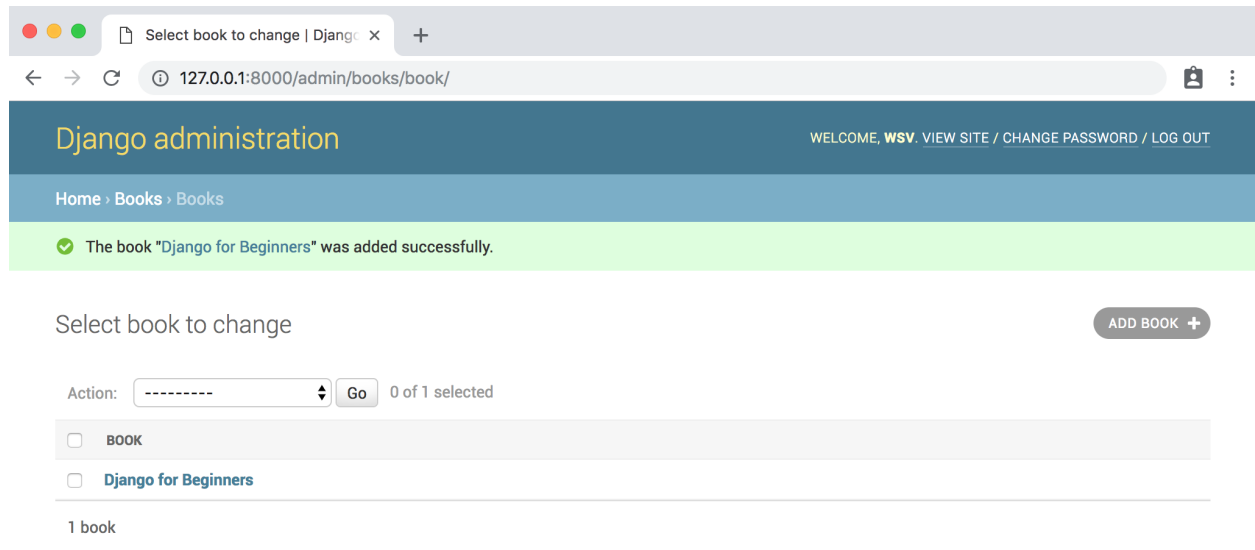 Select book to change | Djang
127.0.0.1:8000/admin/books/book/
Django administration
WELCOME, WSV. VIEW SITE / CHANGE PASSWORD / LOG OUT
Home › Books › Books
The book "Django for Beginners" was added successfully.
Select book to change
ADD BOOK +
Action: --------- Go 0 of 1 selected
BOOK
Django for Beginners
1 book